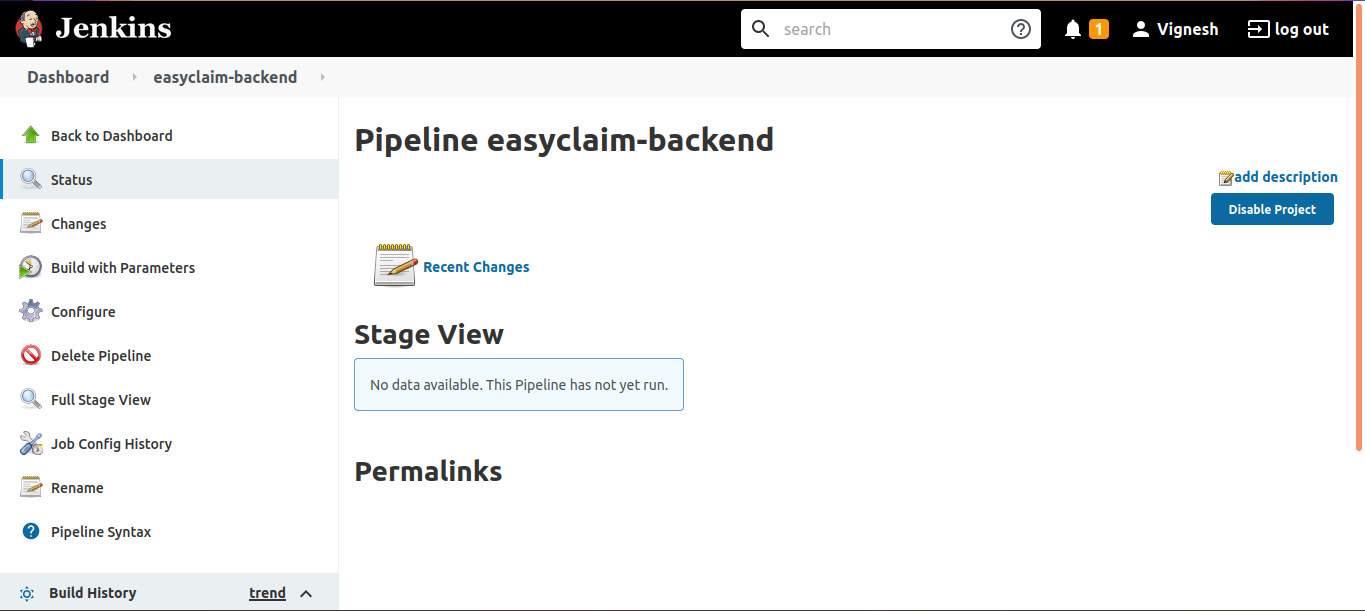 Jenkins
search
1
Vignesh
log out
Dashboard
easyclaim-backend
Back to Dashboard
Status
Changes
Build with Parameters
Configure
Delete Pipeline
Full Stage View
Job Config History
Rename
Pipeline Syntax
Build History
trend
Pipeline easyclaim-backend
add description
Disable Project
Recent Changes
Stage View
No data available. This Pipeline has not yet run.
Permalinks